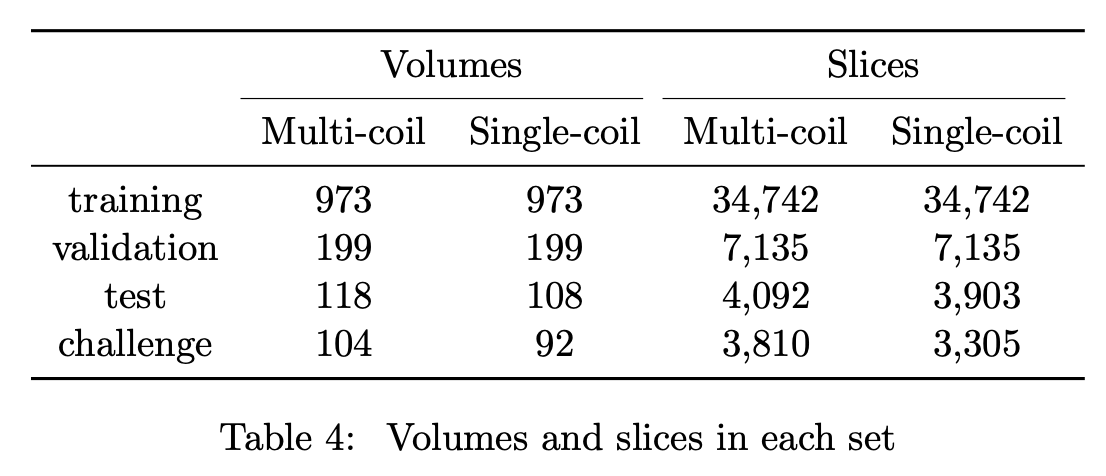 Volumes Slices
Multi-coil Single-coil Multi-coil Single-coil
training 973 973 34,742 34,742
validation 199 199 7,135 7,135
test 118 108 4,092 3,903
challenge 104 92 3,810 3,305
Table 4: Volumes and slices in each set